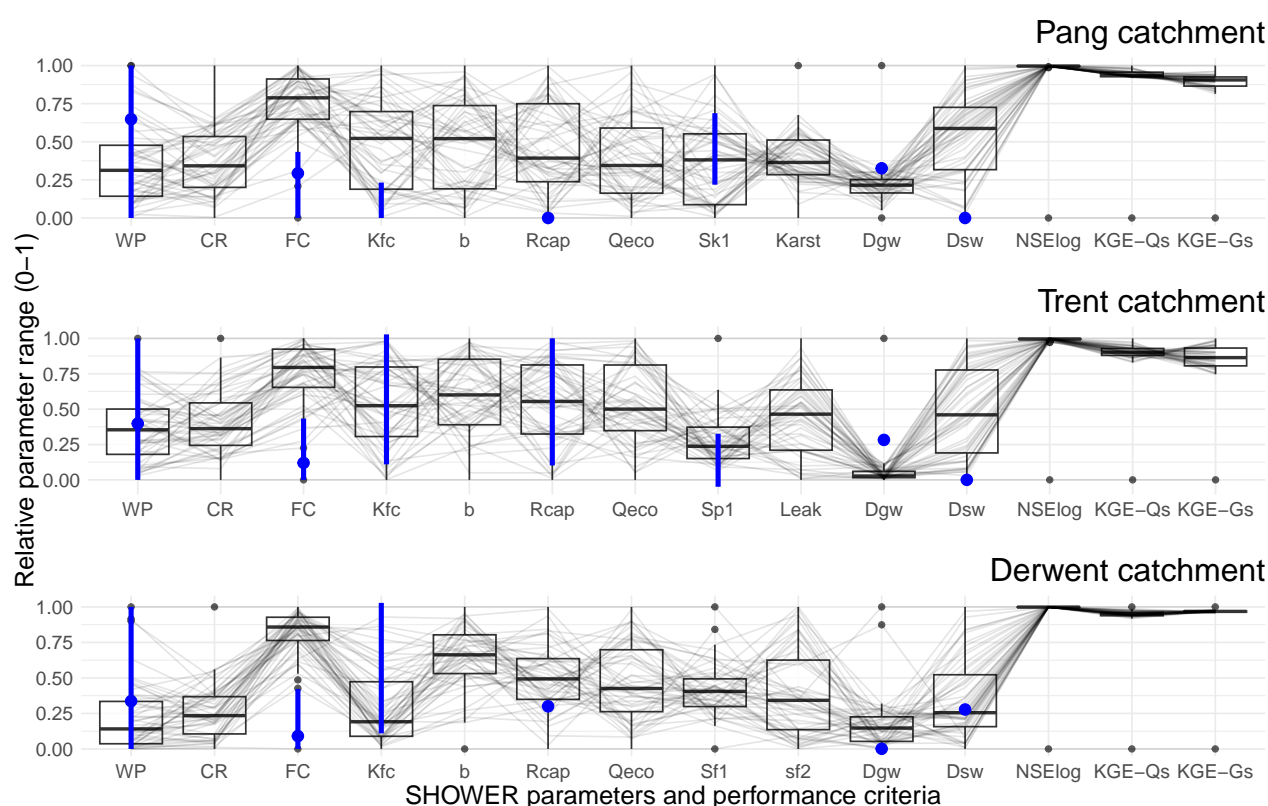 Pang catchment
1.00
0.75
0.50
0.25
0.00
WP CR FC Kfc b Rcap Qeco Sk1 Karst Dgw Dsw NSElog KGE−Qs KGE−Gs
Relative parameter range (0−1)
Trent catchment
1.00
0.75
0.50
0.25
0.00
WP CR FC Kfc b Rcap Qeco Sp1 Leak Dgw Dsw NSElog KGE−Qs KGE−Gs
Derwent catchment
1.00
0.75
0.50
0.25
0.00
WP CR FC Kfc b Rcap Qeco Sf1 sf2 Dgw Dsw NSElog KGE−Qs KGE−Gs
SHOWER parameters and performance criteria